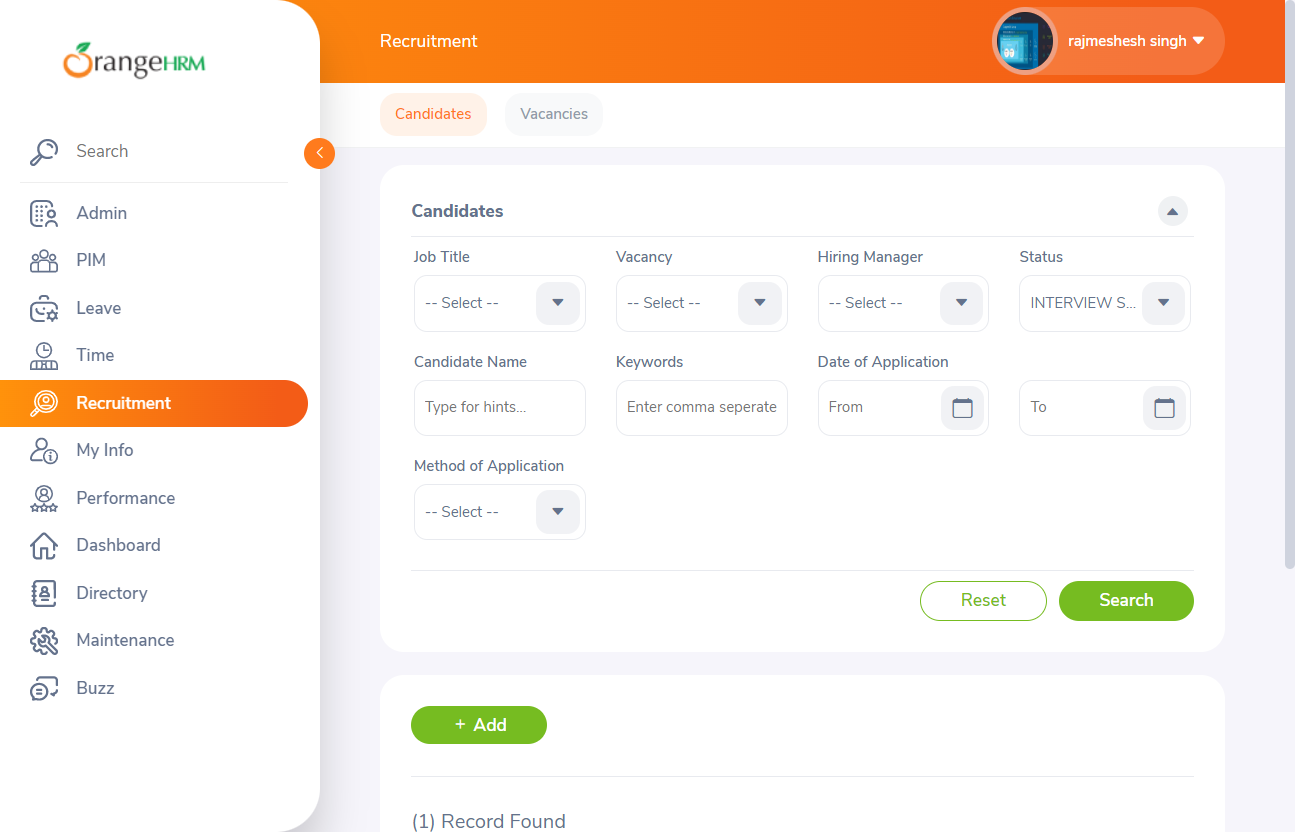 OrangeHRM
Search
Admin
PIM
Leave
Time
Recruitment
My Info
Performance
Dashboard
Directory
Maintenance
Buzz
Recruitment
rajmeshesh singh
Candidates
Vacancies
Candidates
Job Title
Vacancy
Hiring Manager
Status
-- Select --
-- Select --
-- Select --
INTERVIEW S...
Candidate Name
Keywords
Date of Application
Type for hints...
Enter comma seperate
From
To
Method of Application
-- Select --
Reset
Search
+ Add
(1) Record Found